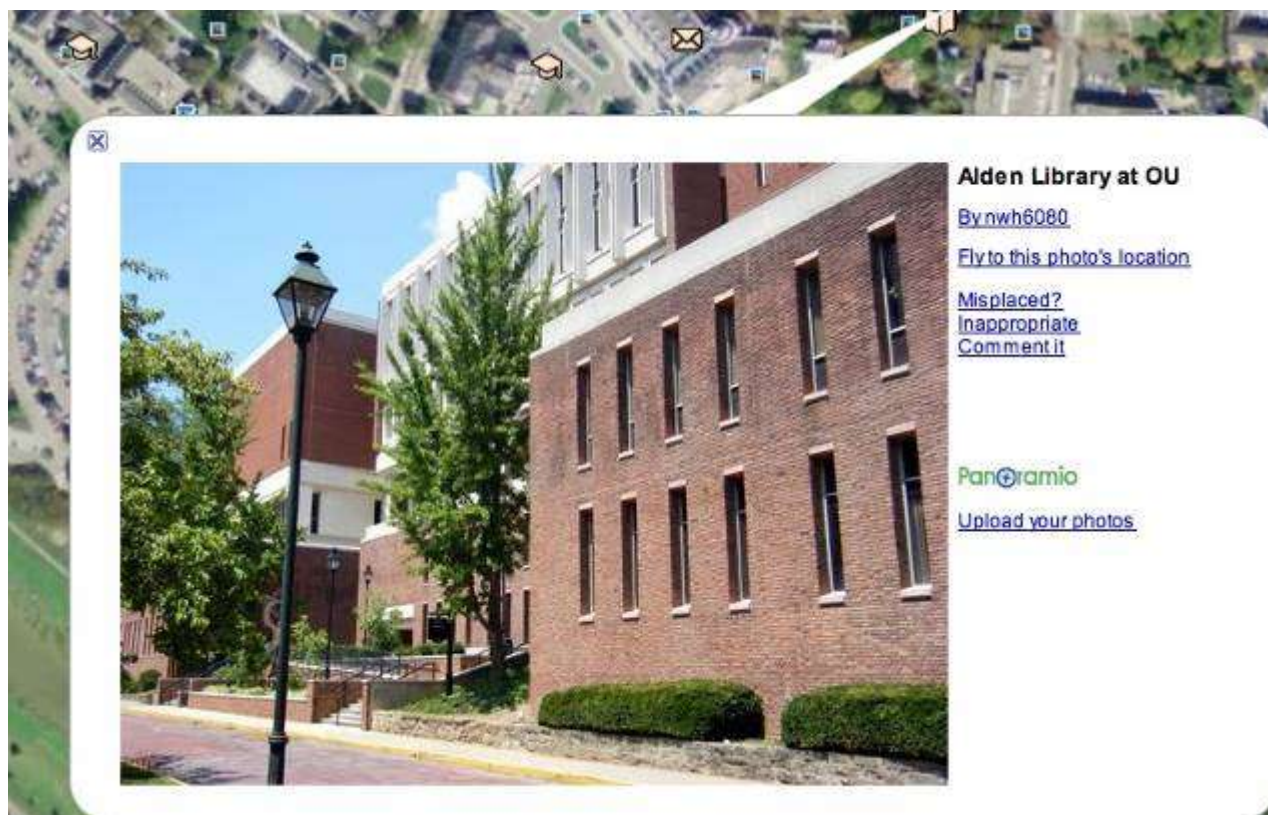 Alden Library at OU
By nwh6080
Fly to this photo's location
Misplaced?
Inappropriate
Comment it
Panoramio
Upload your photos